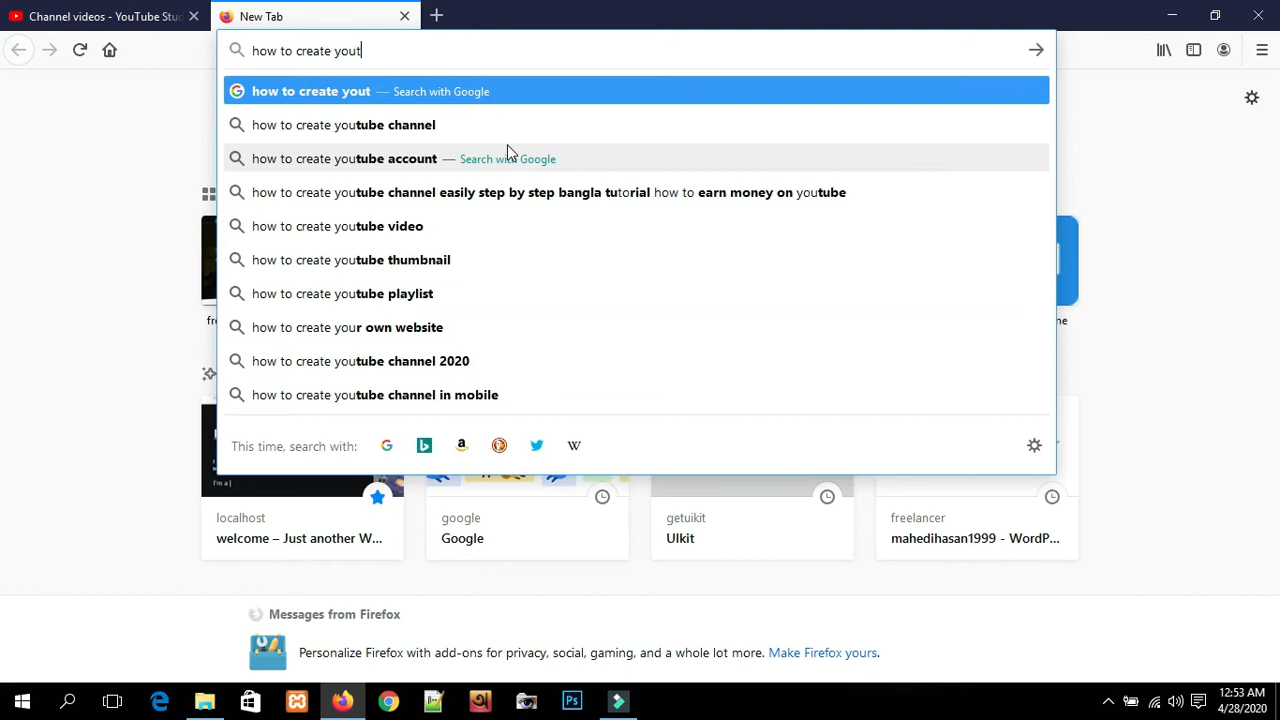 Channel videos - YouTube Stu
New Tab
how to create yout
how to create yout — Search with Google
how to create youtube channel
how to create youtube account — Search with Google
how to create youtube channel easily step by step bangla tutorial how to earn money on youtube
how to create youtube video
how to create youtube thumbnail
how to create youtube playlist
how to create your own website
how to create youtube channel 2020
how to create youtube channel in mobile
This time, search with:
localhost
welcome – Just another W...
google
Google
getuikit
UIkit
freelancer
mahedihasan1999 - WordP...
Messages from Firefox
Personalize Firefox with add-ons for privacy, social, gaming, and a whole lot more. Make Firefox yours.
12:53 AM
4/28/2020